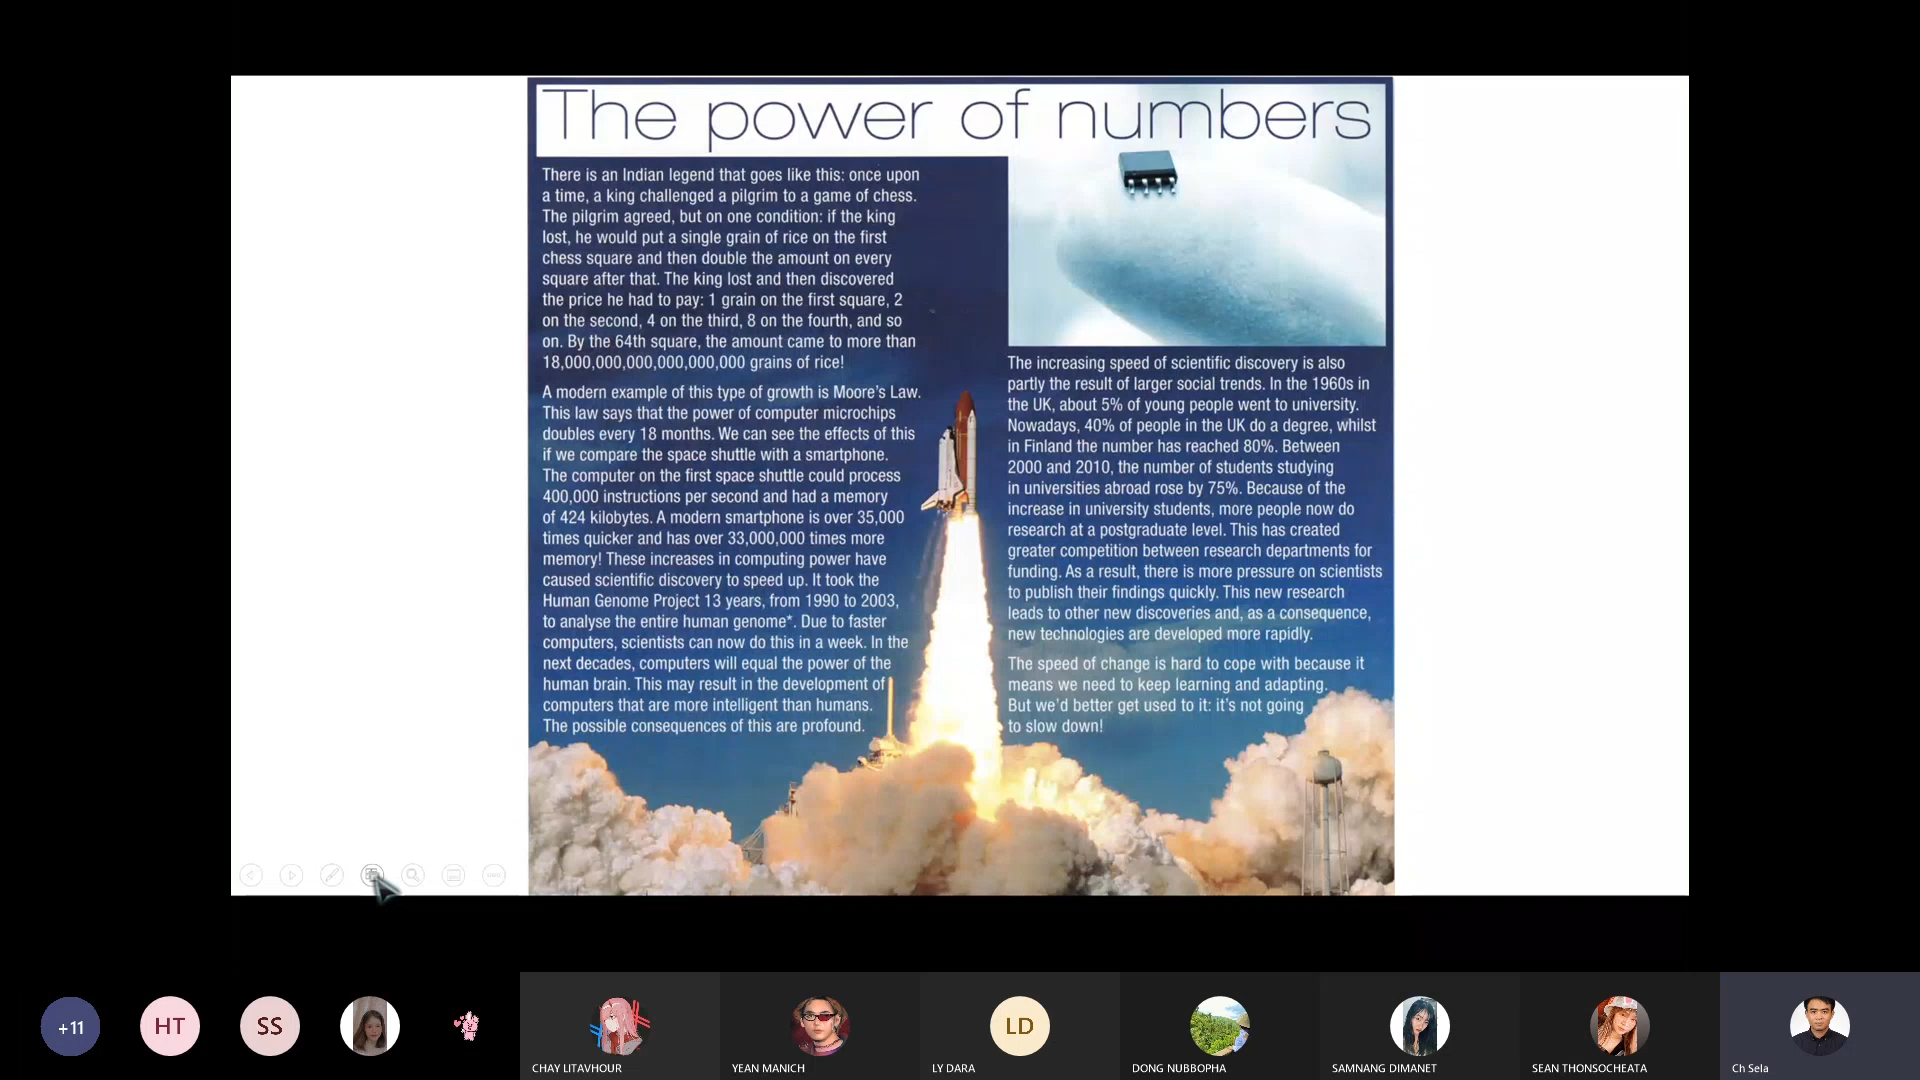 The power of numbers
There is an Indian legend that goes like this: once upon
a time, a king challenged a pilgrim to a game of chess.
The pilgrim agreed, but on one condition: if the king
lost, he would put a single grain of rice on the first
chess square and then double the amount on every
square after that. The king lost and then discovered
the price he had to pay: 1 grain on the first square, 2
on the second, 4 on the third, 8 on the fourth, and so
on. By the 64th square, the amount came to more than
18,000,000,000,000,000,000 grains of rice!
A modern example of this type of growth is Moore's Law.
This law says that the power of computer microchips
doubles every 18 months. We can see the effects of this
if we compare the space shuttle with a smartphone.
The computer on the first space shuttle could process
400,000 instructions per second and had a memory
of 424 kilobytes. A modern smartphone is over 35,000
times quicker and has over 33,000,000 times more
memory! These increases in computing power have
caused scientific discovery to speed up. It took the
Human Genome Project 13 years, from 1990 to 2003,
to analyse the entire human genome*. Due to faster
computers, scientists can now do this in a week. In the
next decades, computers will equal the power of the
human brain. This may result in the development of
computers that are more intelligent than humans.
The possible consequences of this are profound.
The increasing speed of scientific discovery is also
partly the result of larger social trends. In the 1960s in
the UK, about 5% of young people went to university.
Nowadays, 40% of people in the UK do a degree, whilst
in Finland the number has reached 80%. Between
2000 and 2010, the number of students studying
in universities abroad rose by 75%. Because of the
increase in university students, more people now do
research at a postgraduate level. This has created
greater competition between research departments for
funding. As a result, there is more pressure on scientists
to publish their findings quickly. This new research
leads to other new discoveries and, as a consequence,
new technologies are developed more rapidly.
The speed of change is hard to cope with because it
means we need to keep learning and adapting.
But we'd better get used to it: it's not going
to slow down!
+11
HT
SS
LD
CHAY LITAVHOUR
YEAN MANICH
LY DARA
DONG NUBBOPHA
SAMNANG DIMANET
SEAN THONSOCHEATA
Ch Sela